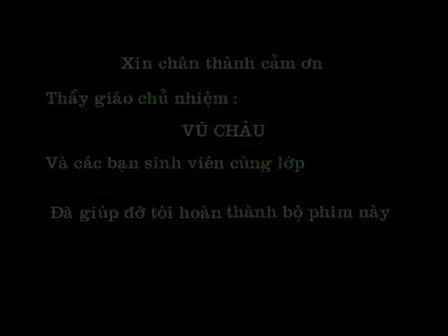 Xin chân thành cảm ơn
Thầy giáo chủ nhiệm :
VŨ CHÂU
Và các bạn sinh viên cùng lớp
Đã giúp đỡ tôi hoàn thành bộ phim này